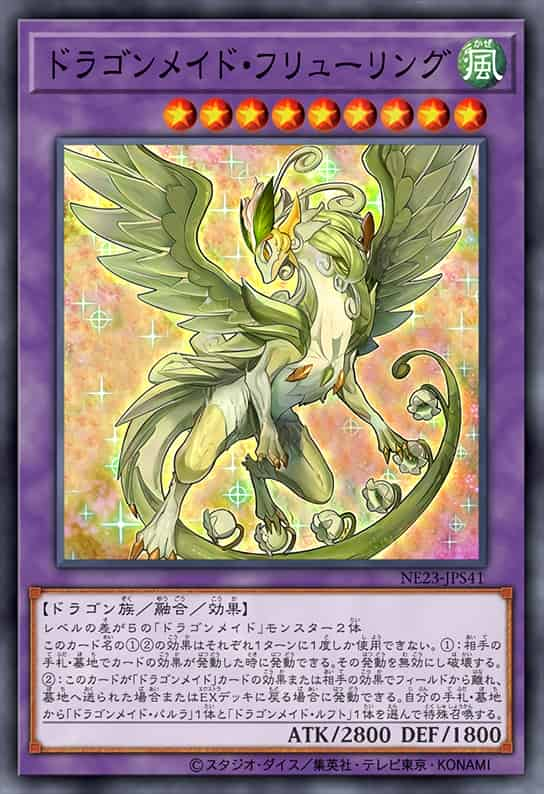 ドラゴンメイド・フリューリング
風
NE23-JPS41
【ドラゴン族／融合／効果】
レベルの差が５の「ドラゴンメイド」モンスター２体
このカード名の①②の効果はそれぞれ１ターンに１度しか使用できない。①：相手の
手札・墓地でカードの効果が発動した時に発動できる。その発動を無効にし破壊する。
②：このカードが「ドラゴンメイド」カードの効果または相手の効果でフィールドから離れ、
墓地へ送られた場合またはEXデッキに戻る場合に発動できる。自分の手札・墓地
から「ドラゴンメイド・パルラ」１体と「ドラゴンメイド・ルフト」１体を選んで特殊召喚する。
ATK/2800 DEF/1800
©スタジオ・ダイス／集英社・テレビ東京・KONAMI